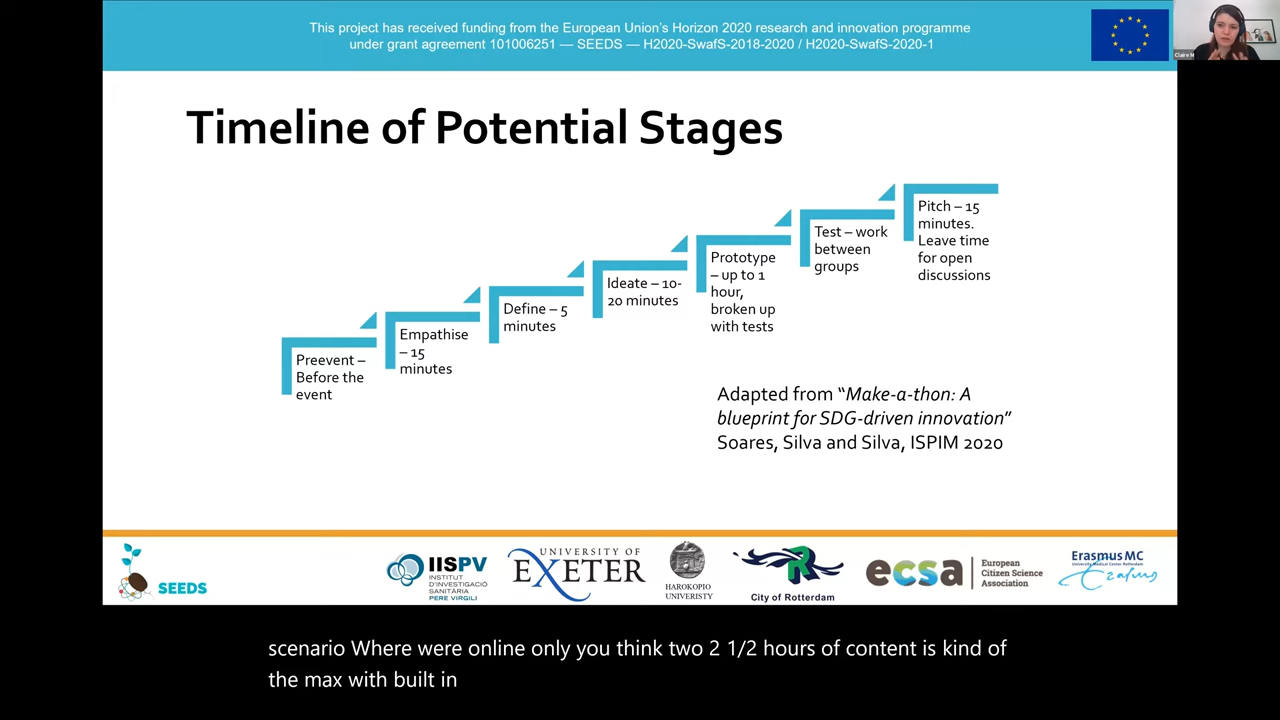 This project has received funding from the European Union's Horizon 2020 research and innovation programme
under grant agreement 101006251 — SEEDS — H2020-SwafS-2018-2020 / H2020-SwafS-2020-1
Claire M
Timeline of Potential Stages
Preevent –
Before the
event
Empathise
– 15
minutes
Define – 5
minutes
Ideate – 10-
20 minutes
Prototype
– up to 1
hour,
broken up
with tests
Test – work
between
groups
Pitch – 15
minutes.
Leave time
for open
discussions
Adapted from “Make-a-thon: A
blueprint for SDG-driven innovation”
Soares, Silva and Silva, ISPIM 2020
SEEDS
IISPV
INSTITUT
D'INVESTIGACIÓ
SANITÀRIA
PERE VIRGILI
UNIVERSITY OF
EXETER
HAROKOPIO
UNIVERISTY
R
City of Rotterdam
ecsa
European
Citizen Science
Association
Erasmus MC
University Medical Center Rotterdam
Erasmus
scenario Where were online only you think two 2 1/2 hours of content is kind of
the max with built in